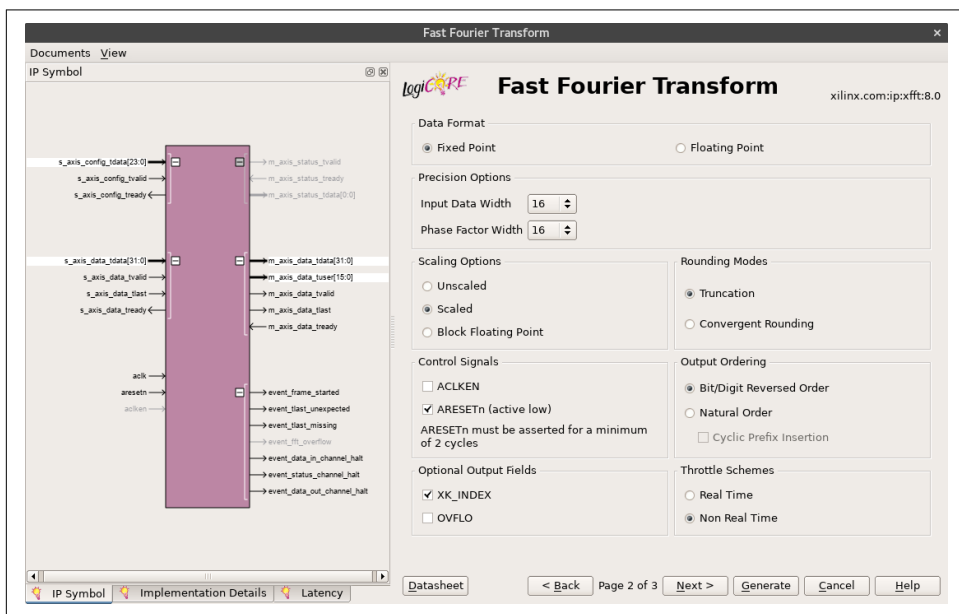 Fast Fourier Transform
Documents View
IP Symbol
s_axis_config_tdata[23:0]
s_axis_config_tvalid
s_axis_config_tready
s_axis_data_tdata[31:0]
s_axis_data_tvalid
s_axis_data_tlast
s_axis_data_tready
aclk
aresetn
aclken
m_axis_status_tvalid
m_axis_status_tready
m_axis_status_tdata[0:0]
m_axis_data_tdata[31:0]
m_axis_data_tuser[15:0]
m_axis_data_tvalid
m_axis_data_tlast
m_axis_data_tready
event_frame_started
event_tlast_unexpected
event_tlast_missing
event_fft_overflow
event_data_in_channel_halt
event_status_channel_halt
event_data_out_channel_halt
IP Symbol Implementation Details Latency
LogiCORE
Fast Fourier Transform
xilinx.com:ip:xfft:8.0
Data Format
Fixed Point Floating Point
Precision Options
Input Data Width 16
Phase Factor Width 16
Scaling Options
Unscaled
Scaled
Block Floating Point
Rounding Modes
Truncation
Convergent Rounding
Control Signals
ACLKEN
ARESETn (active low)
ARESETn must be asserted for a minimum
of 2 cycles
Output Ordering
Bit/Digit Reversed Order
Natural Order
Cyclic Prefix Insertion
Optional Output Fields
XK_INDEX
OVFLO
Throttle Schemes
Real Time
Non Real Time
Datasheet < Back Page 2 of 3 Next > Generate Cancel Help